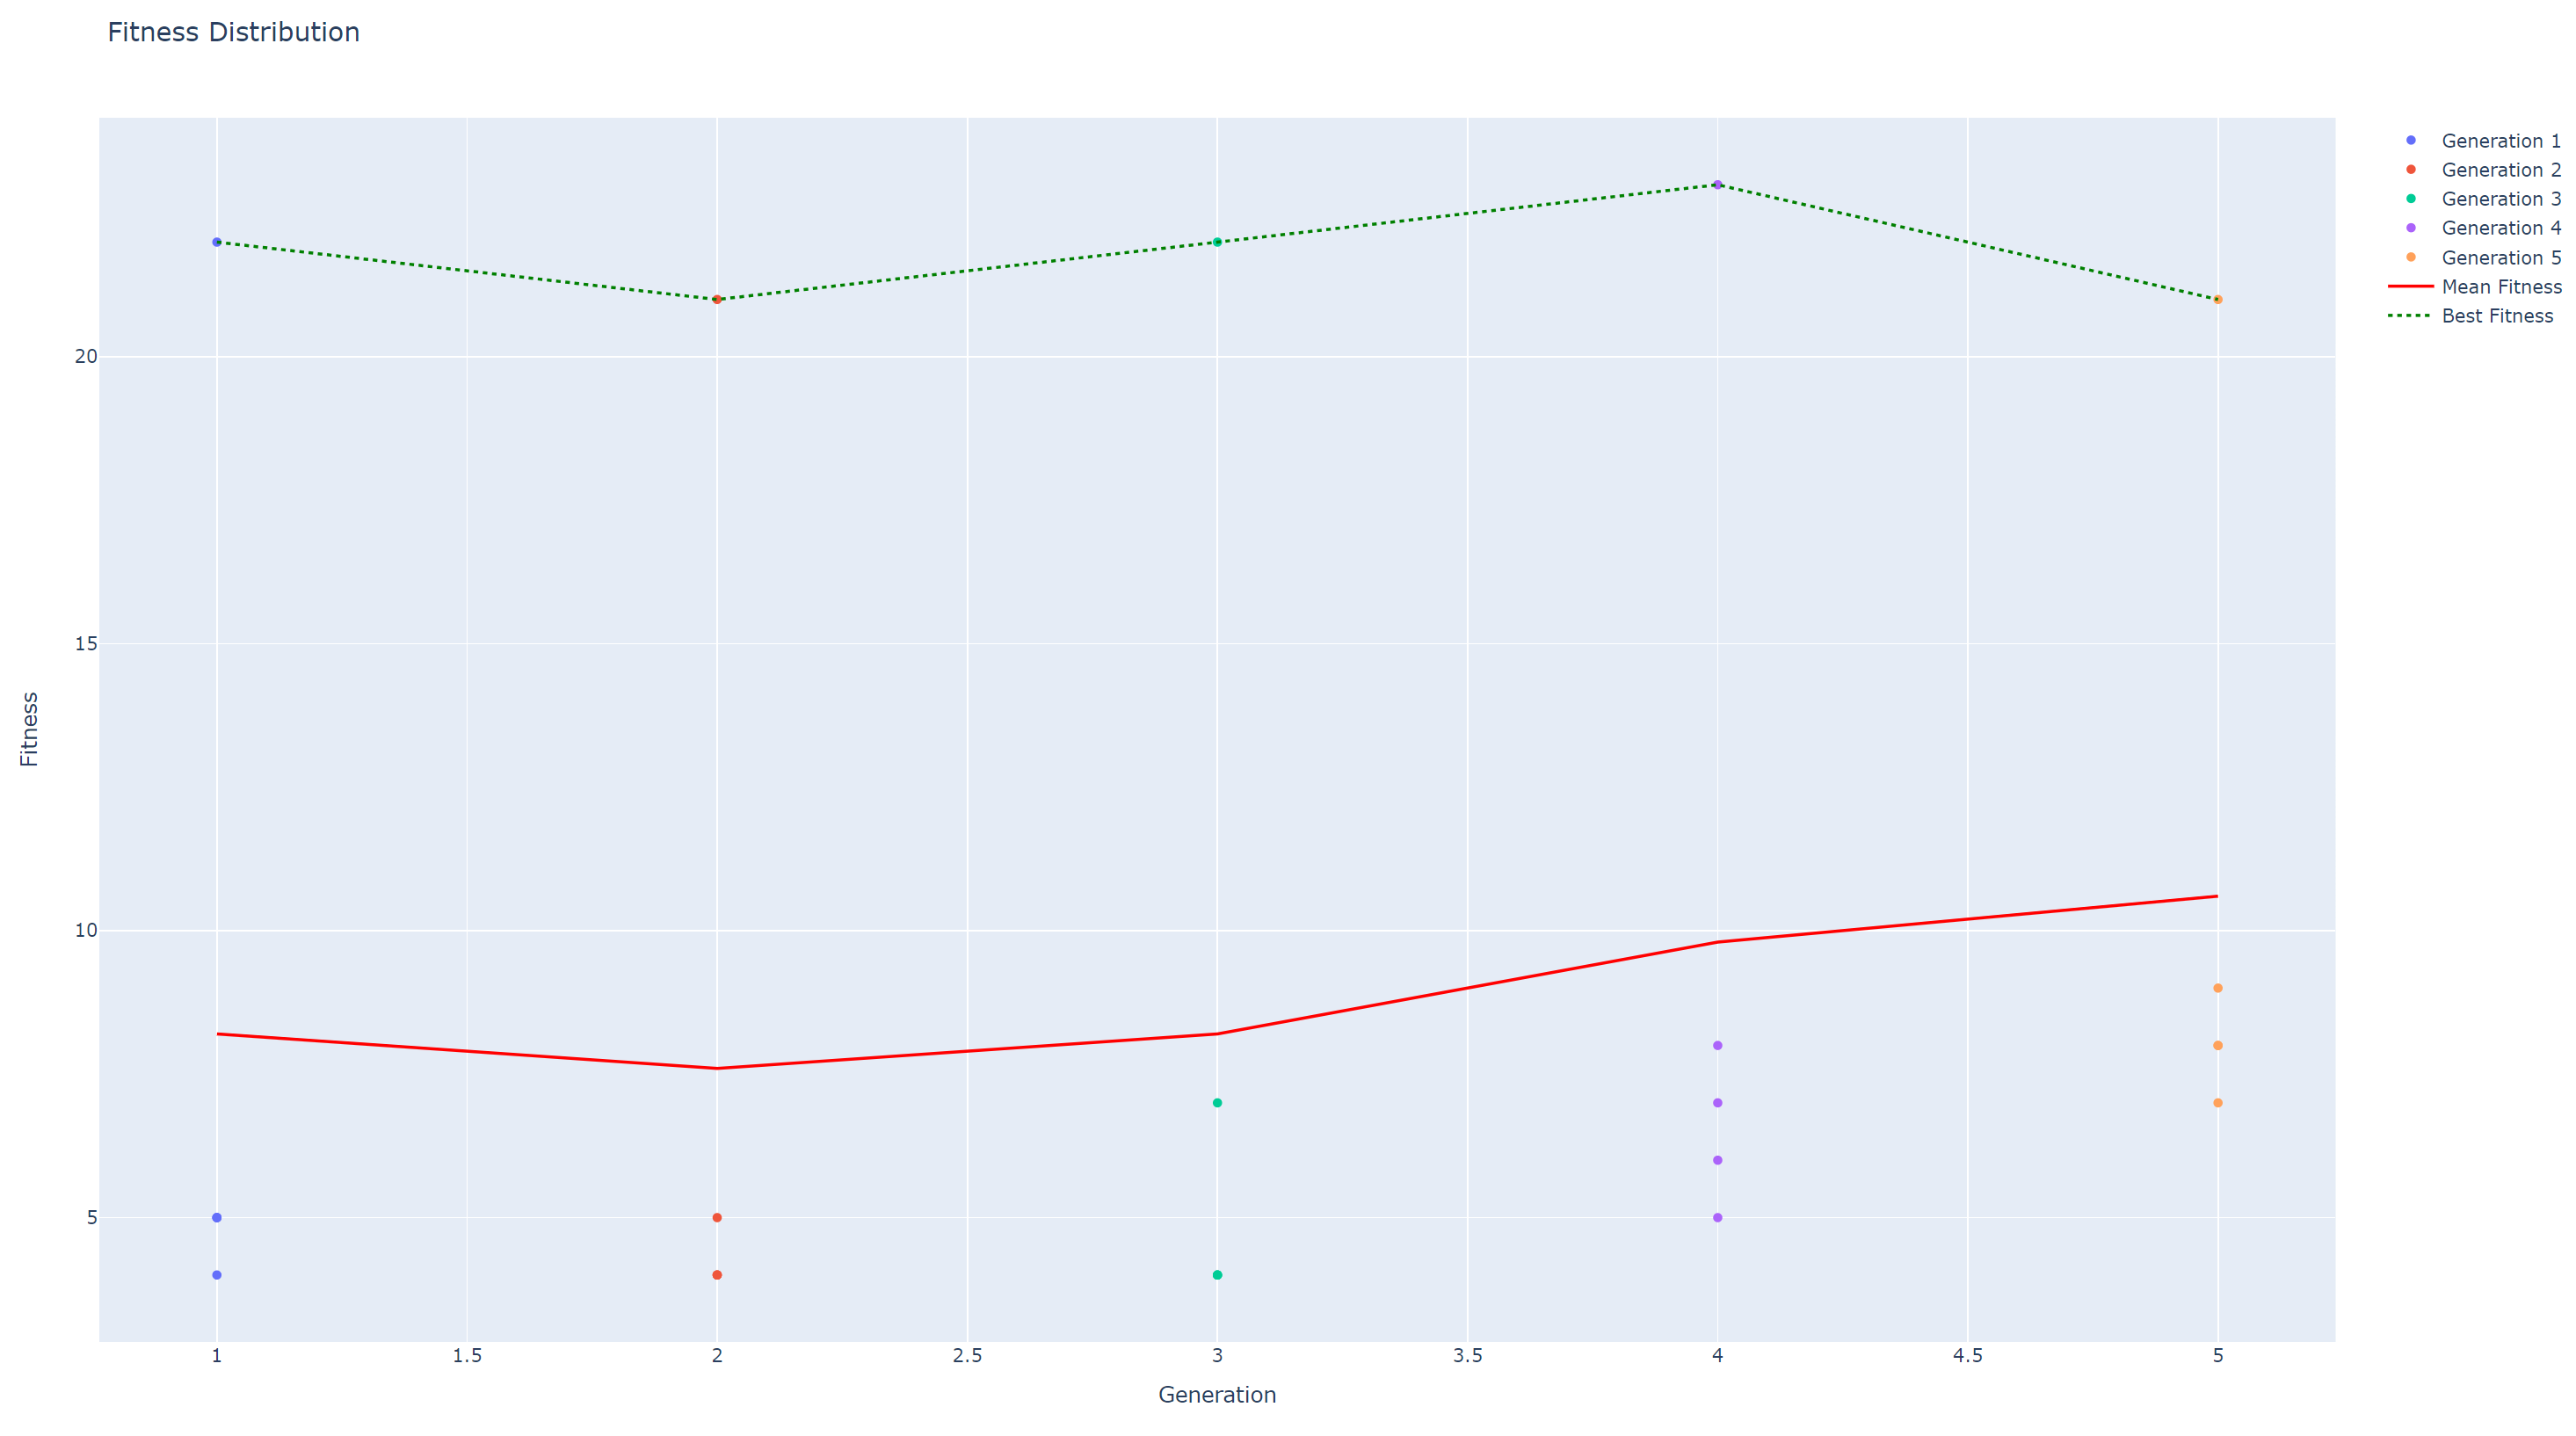 Fitness Distribution
Generation 1
Generation 2
Generation 3
Generation 4
Generation 5
Mean Fitness
Best Fitness
20
15
10
5
Fitness
1
1.5
2
2.5
3
3.5
4
4.5
5
Generation